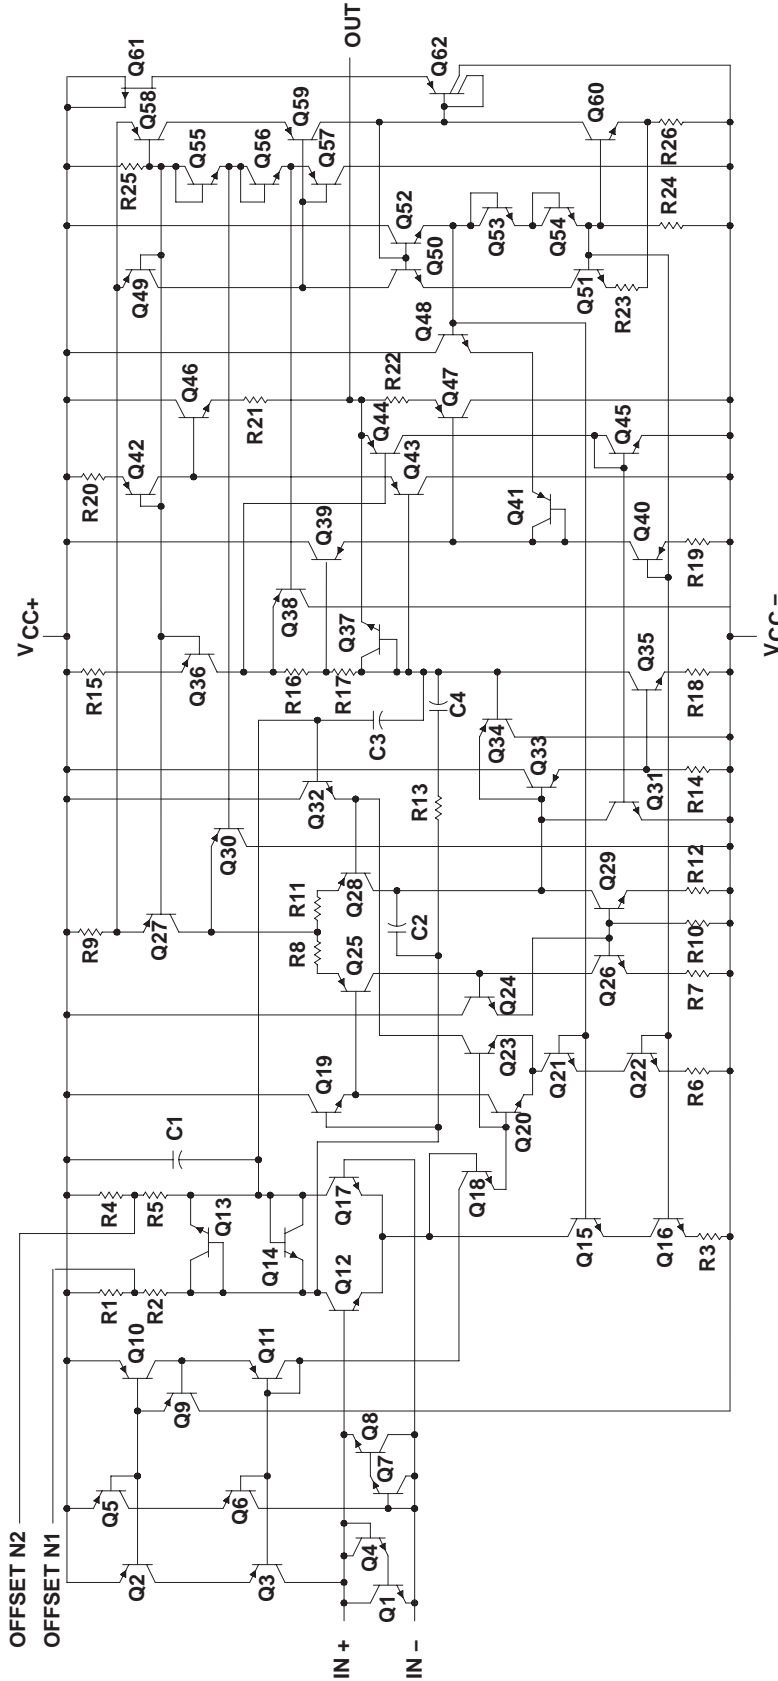 OFFSET N2
OFFSET N1
IN +
IN –
VCC+
VCC –
OUT
Q1
Q2
Q3
Q4
Q5
Q6
Q7
Q8
Q9
Q10
Q11
R1
R2
Q12
Q14
Q13
R4
R5
C1
Q17
Q18
Q15
Q16
R3
Q19
Q20
Q21
Q22
R6
Q23
Q24
Q25
R8
R11
Q28
C2
Q26
R7
R10
Q29
R12
R9
Q27
Q30
Q32
R13
C3
C4
Q34
Q33
Q31
R14
R15
Q36
R16
R17
Q37
Q38
Q35
R18
Q39
Q41
Q40
R19
R20
Q42
Q43
Q44
Q45
Q46
R21
R22
Q47
Q48
Q49
Q50
Q51
R23
Q52
Q53
Q54
R24
R25
Q55
Q56
Q57
Q58
Q59
Q60
R26
Q61
Q62